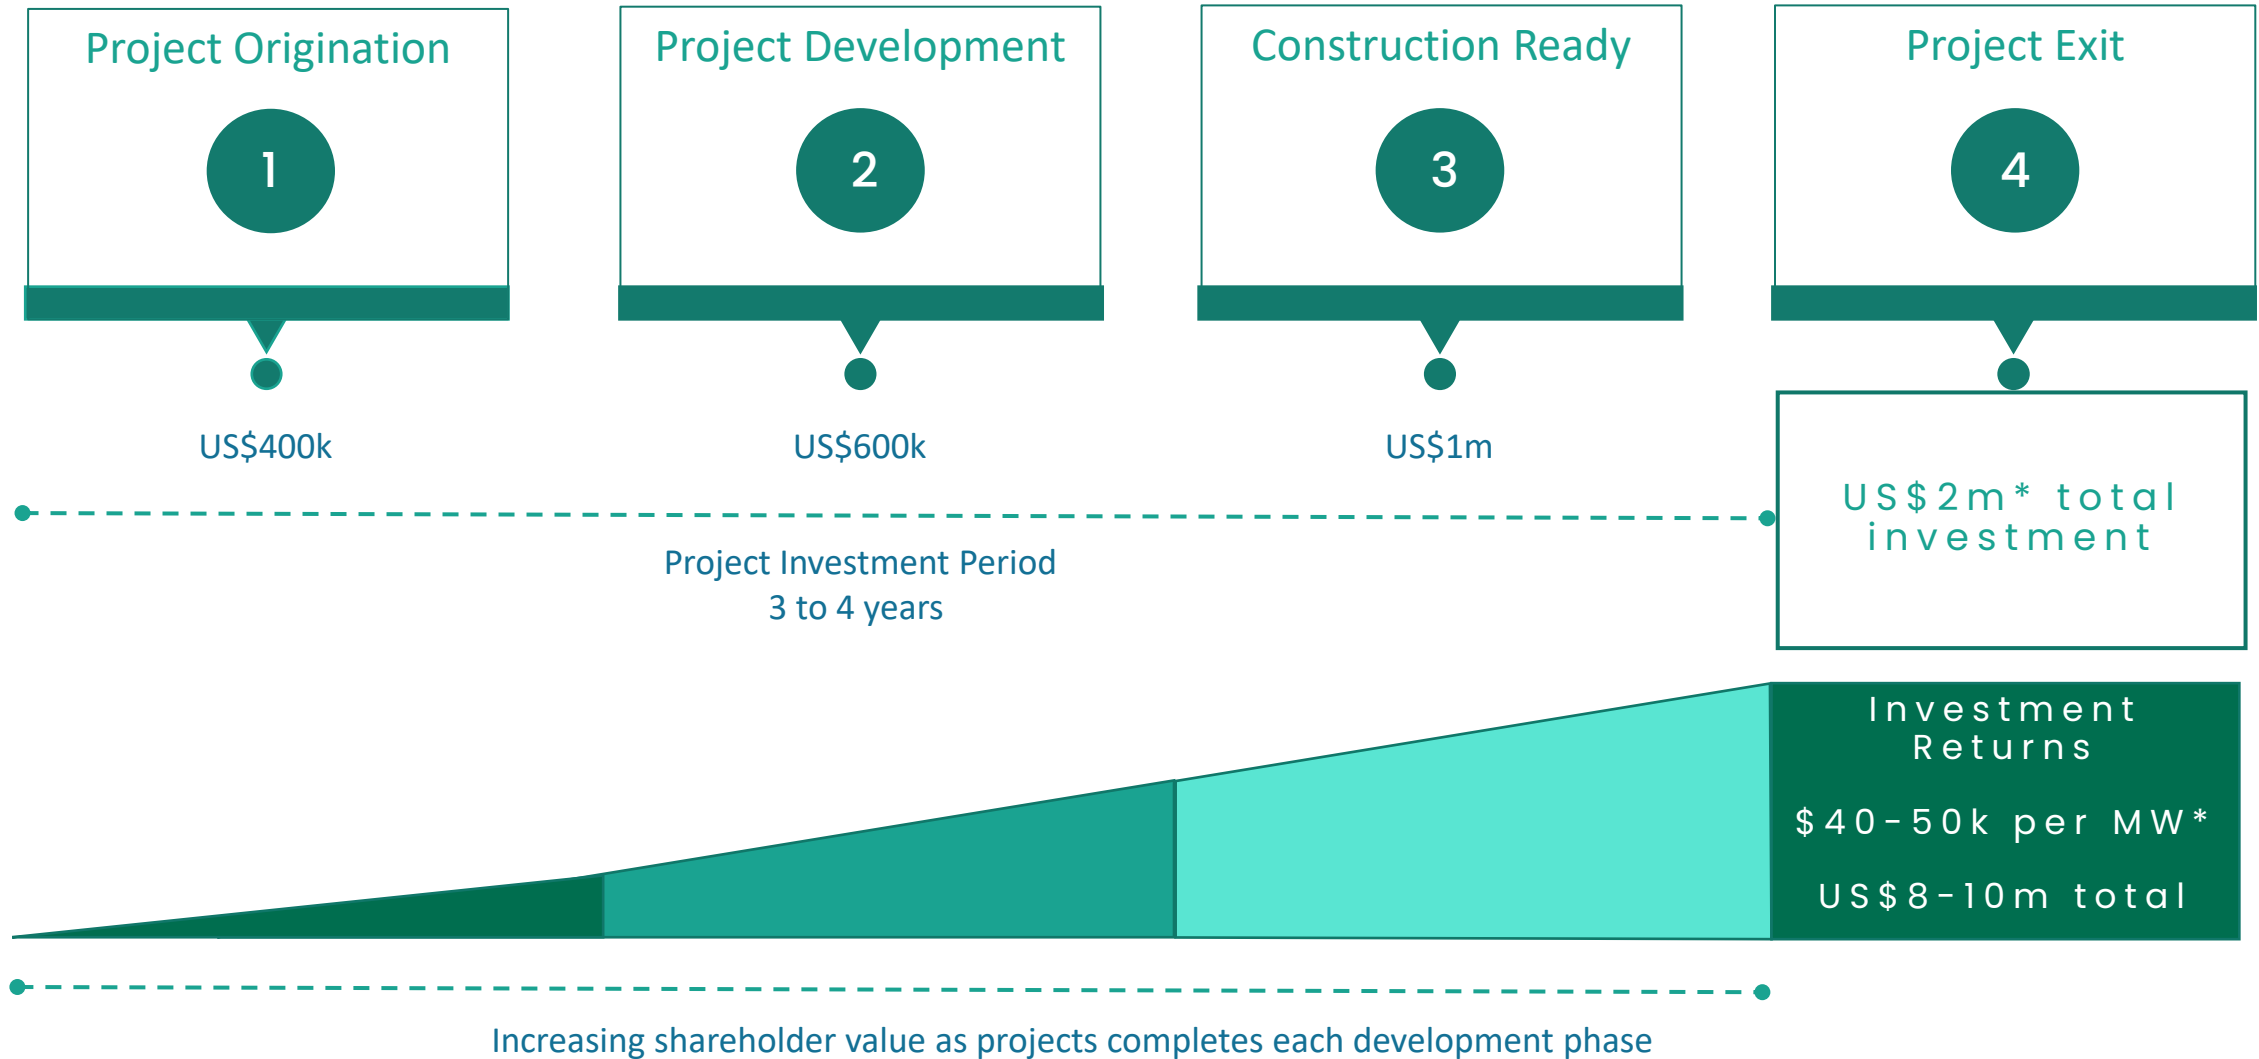 Project Origination
1
US$400k
Project Development
2
US$600k
Construction Ready
3
US$1m
Project Exit
4
US$2m* total
investment
Project Investment Period
3 to 4 years
Investment
Returns
$40-50k per MW*
US$8-10m total
Increasing shareholder value as projects completes each development phase